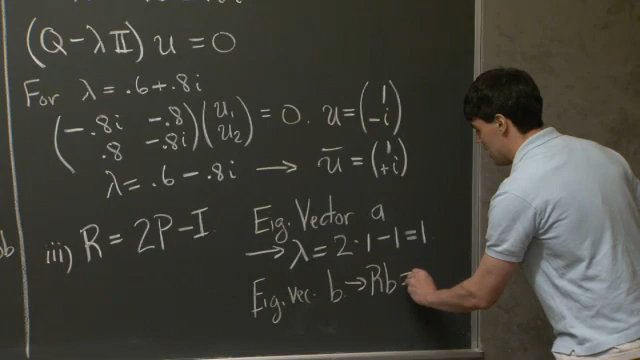 (Q-λII) u = 0
For λ = .6 + .8i
(-.8i -.8
.8 -.8i) (u₁
u₂) = 0. u = (1
-i)
λ = .6 - .8i → ū = (1
+i)
iii) R = 2P - I
Eig. Vector a
→ λ = 2·1-1=1
Eig. vec. b → Rb =